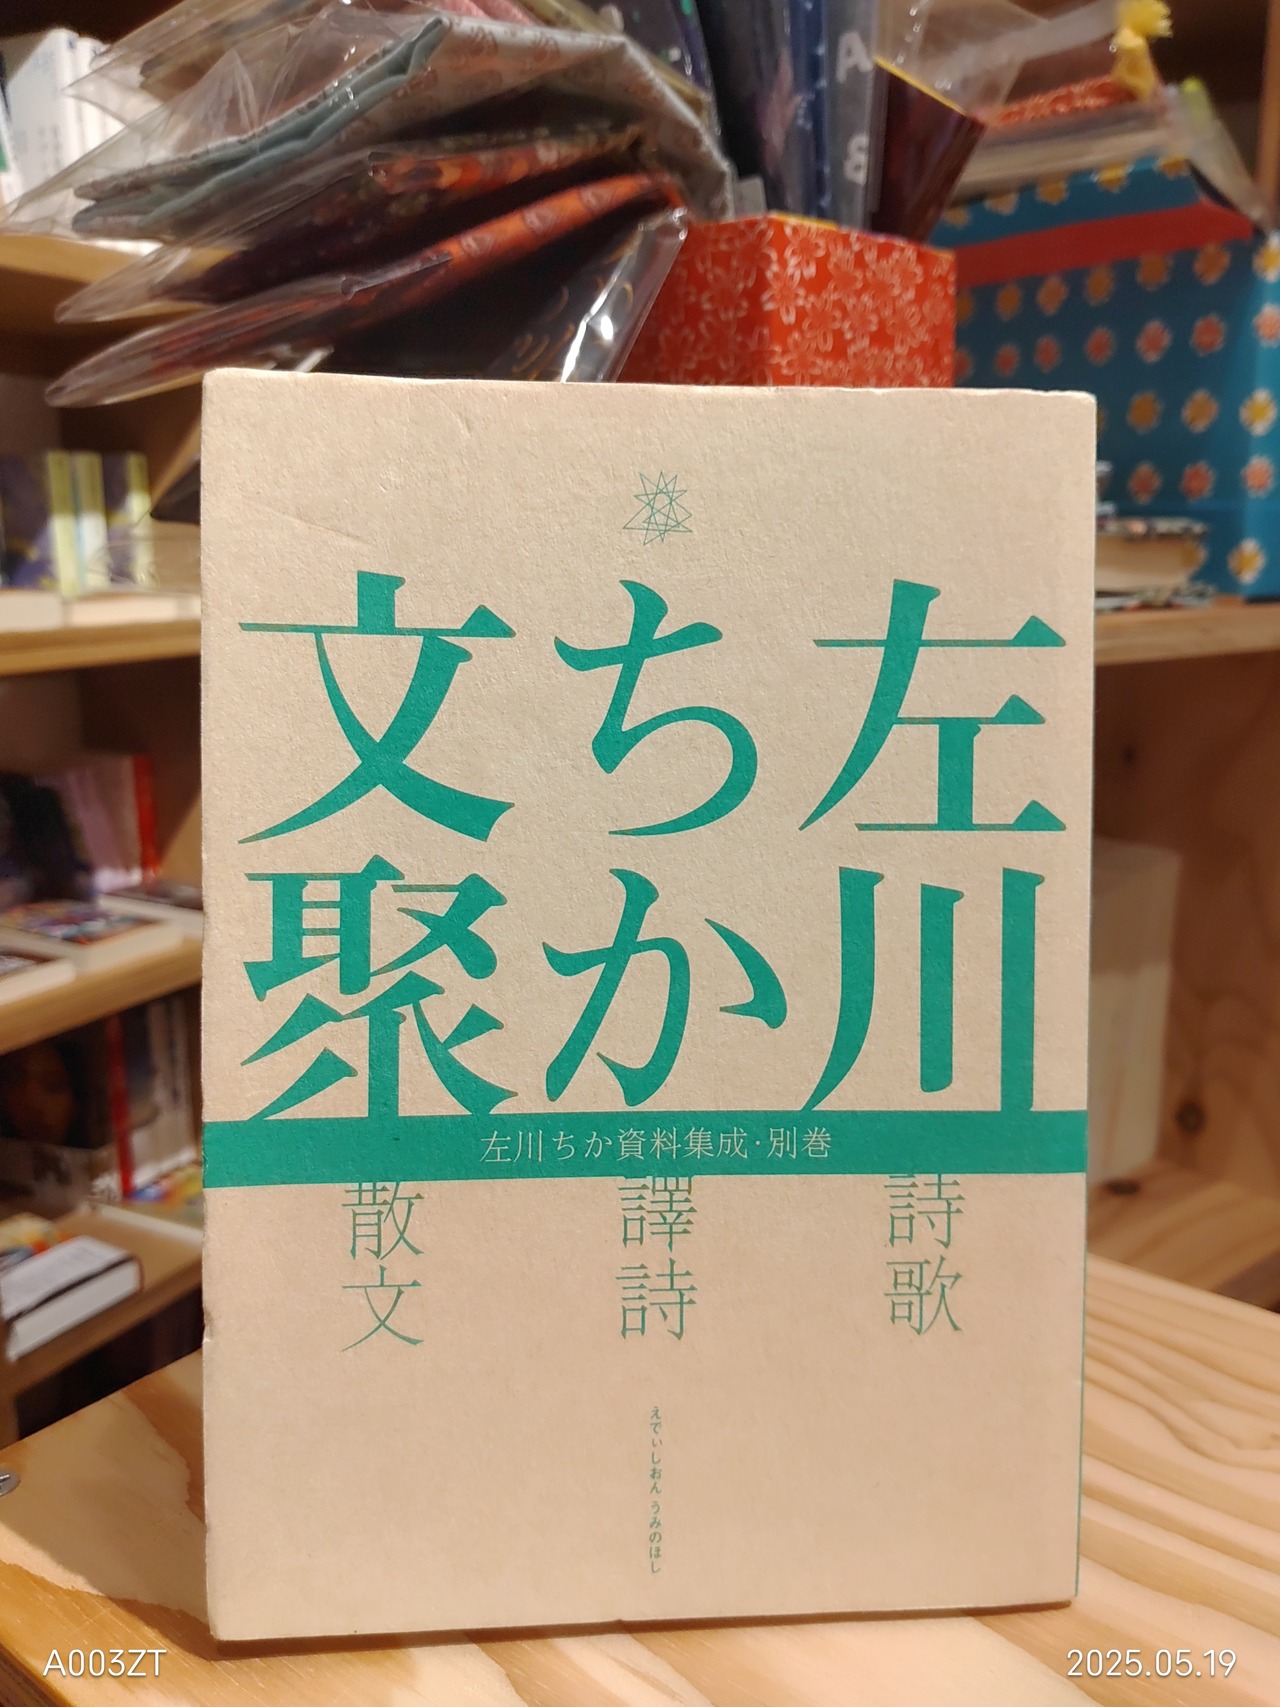 左川
ちか
文聚
左川ちか資料集成·別巻
詩歌
譯詩
散文
えでぃしおん うみのほし
A
B
A003ZT
2025.05.19